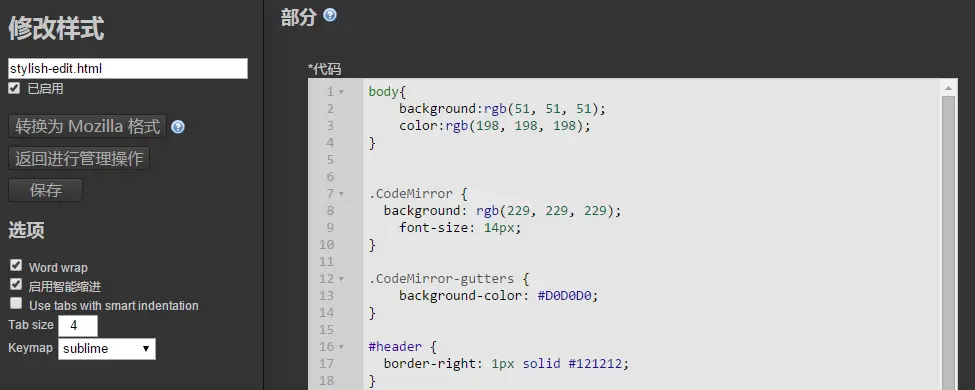 修改样式
stylish-edit.html
已启用
转换为 Mozilla 格式 ?
返回进行管理操作
保存
选项
Word wrap
启用智能缩进
Use tabs with smart indentation
Tab size 4
Keymap sublime
部分 ?
*代码
1 body{
2     background:rgb(51, 51, 51);
3     color:rgb(198, 198, 198);
4 }
5
6
7 .CodeMirror {
8   background: rgb(229, 229, 229);
9     font-size: 14px;
10 }
11
12 .CodeMirror-gutters {
13     background-color: #D0D0D0;
14 }
15
16 #header {
17   border-right: 1px solid #121212;
18 }